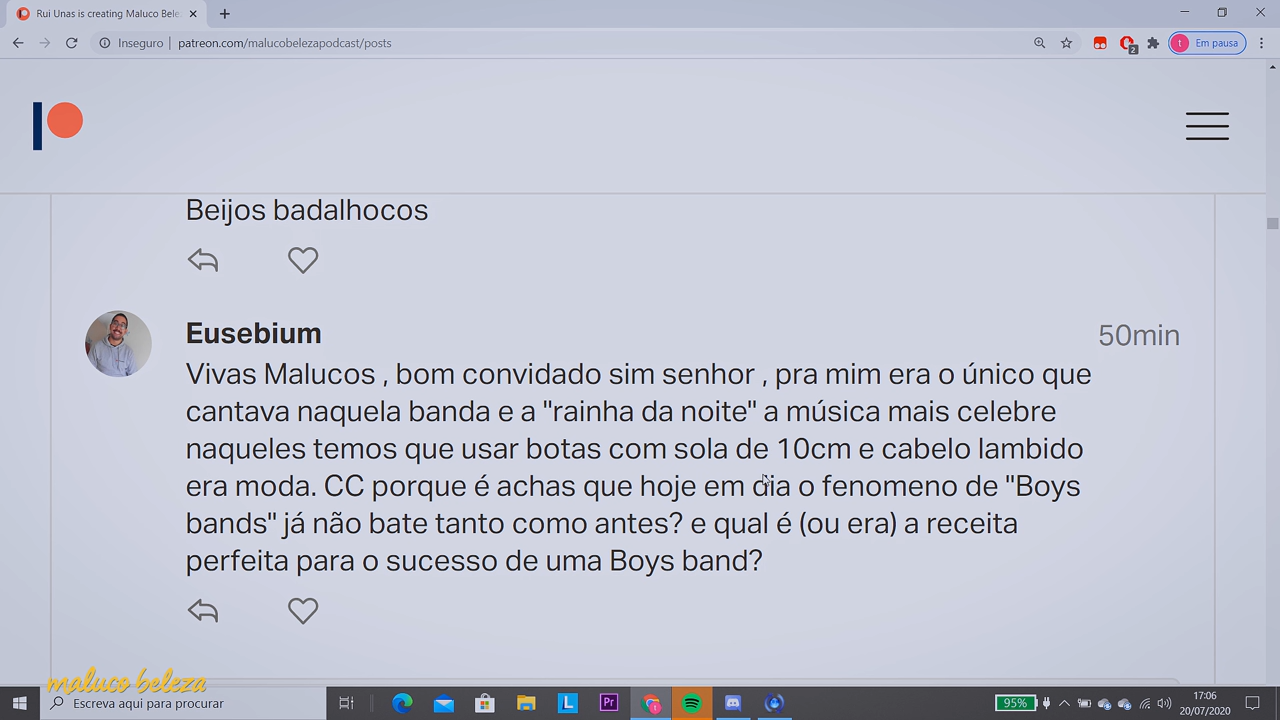 Rui Unas is creating Maluco Bele
Inseguro | patreon.com/malucobelezapodcast/posts
2
t Em pausa
Beijos badalhocos
Eusebium
50min
Vivas Malucos , bom convidado sim senhor , pra mim era o único que
cantava naquela banda e a "rainha da noite" a música mais celebre
naqueles temos que usar botas com sola de 10cm e cabelo lambido
era moda. CC porque é achas que hoje em dia o fenomeno de "Boys
bands" já não bate tanto como antes? e qual é (ou era) a receita
perfeita para o sucesso de uma Boys band?
maluco beleza
Escreva aqui para procurar
L
Pr
t
95%
17:06
20/07/2020